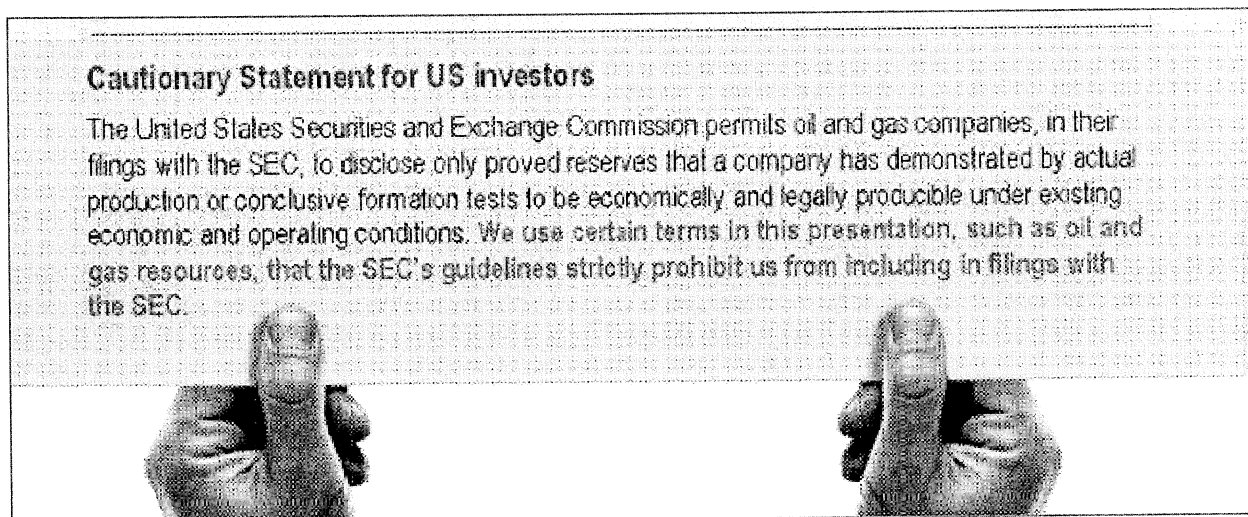 Cautionary Statement for US investors
The United States Securities and Exchange Commission permits oil and gas companies, in their
filings with the SEC, to disclose only proved reserves that a company has demonstrated by actual
production or conclusive formation tests to be economically and legally producible under existing
economic and operating conditions. We use certain terms in this presentation, such as oil and
gas resources, that the SEC's guidelines strictly prohibit us from including in filings with
the SEC.